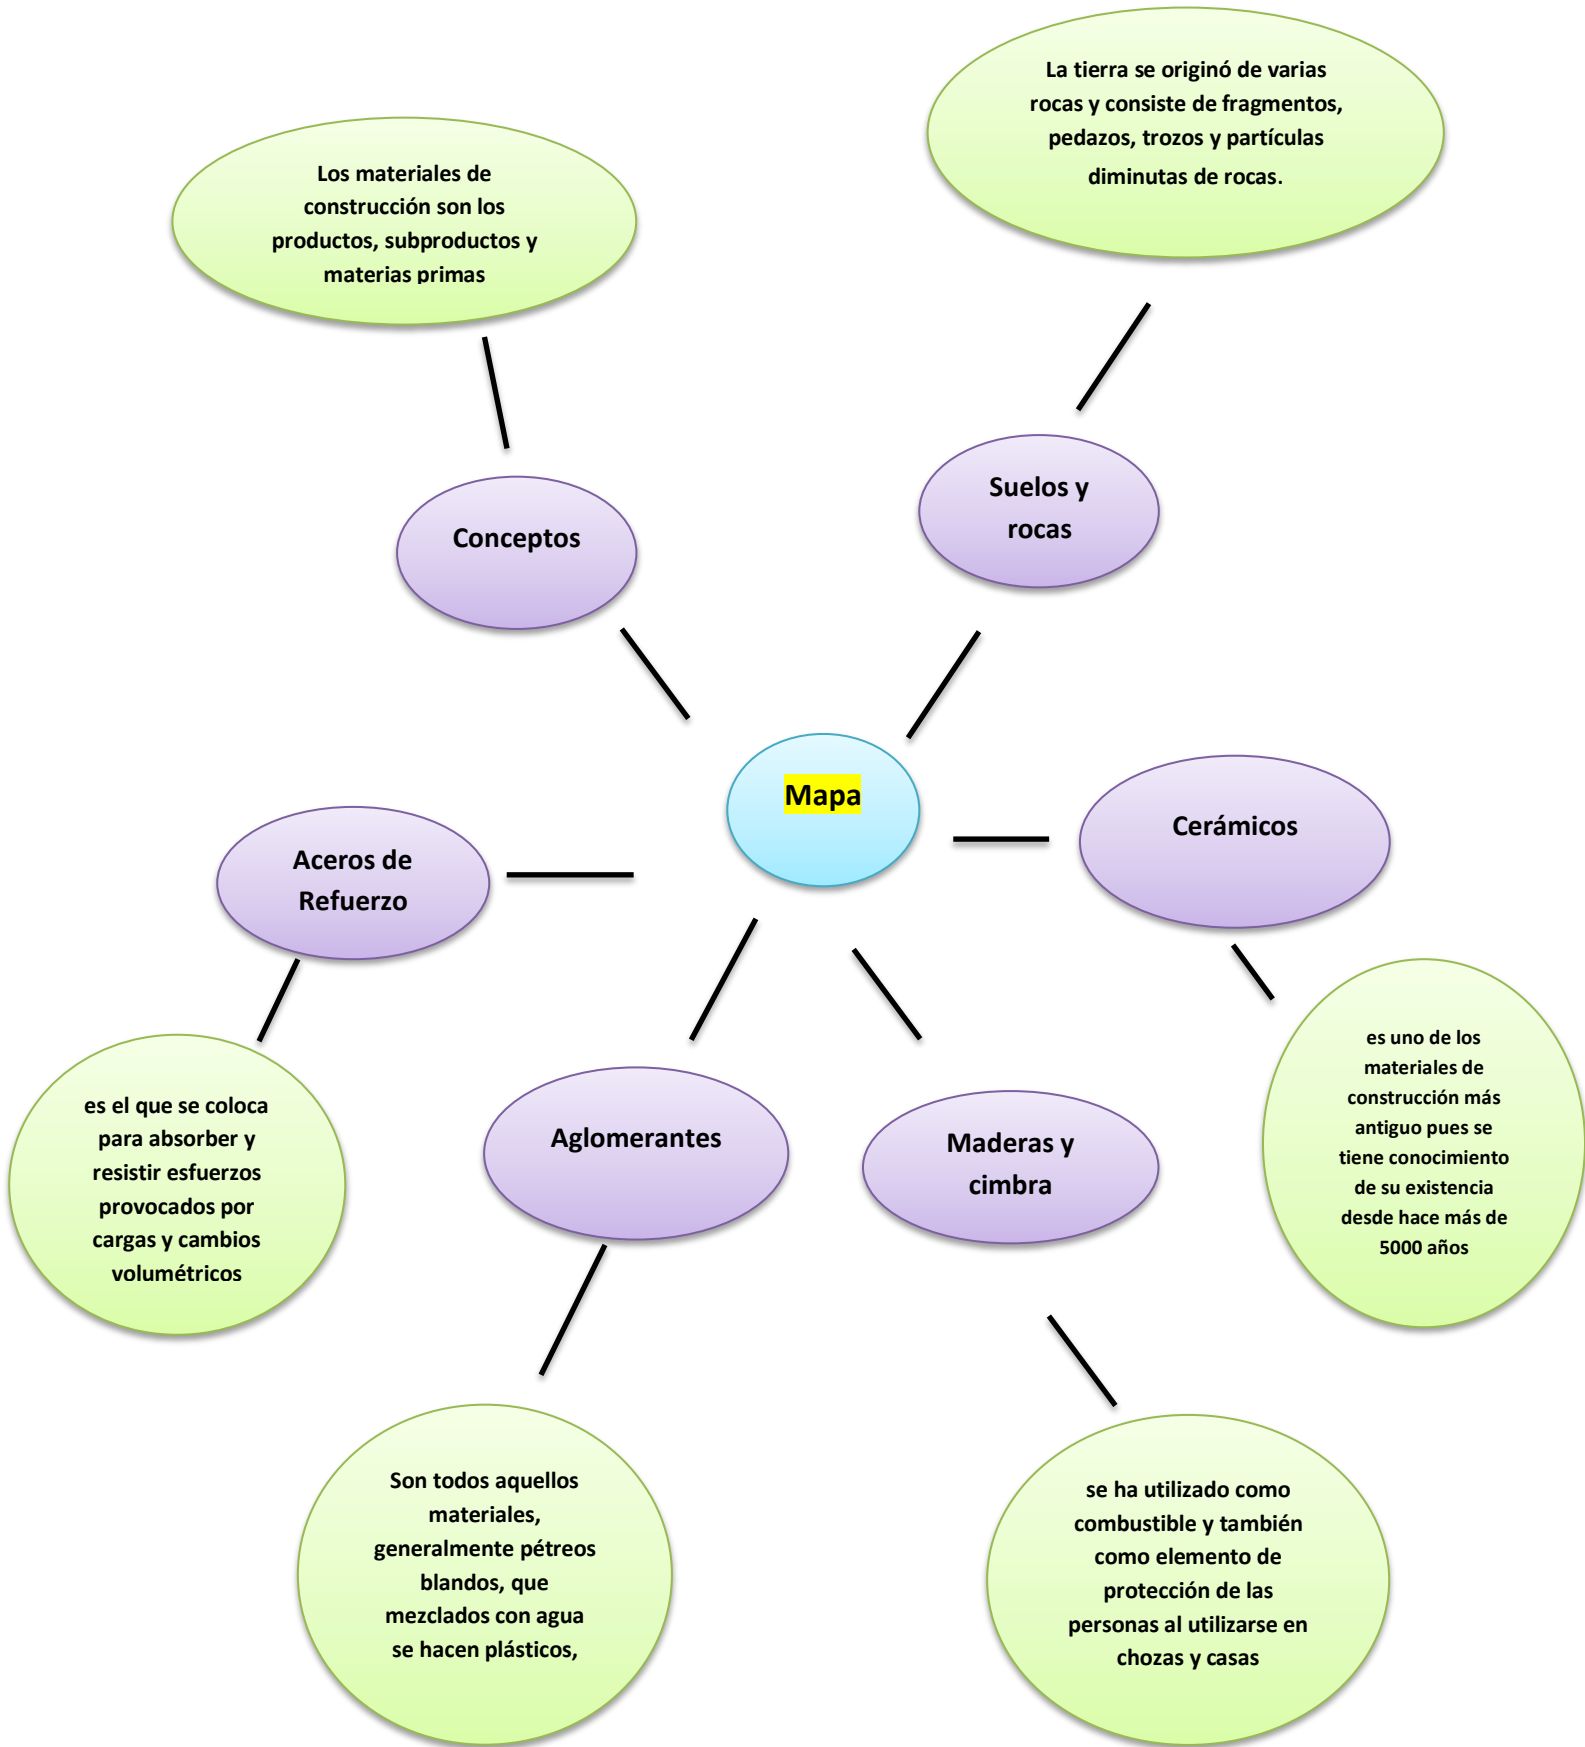 La tierra se originó de varias
rocas y consiste de fragmentos,
pedazos, trozos y partículas
diminutas de rocas.
Los materiales de
construcción son los
productos, subproductos y
materias primas
Suelos y
rocas
Conceptos
Mapa
Cerámicos
Aceros de
Refuerzo
es uno de los
materiales de
construcción más
antiguo pues se
tiene conocimiento
de su existencia
desde hace más de
5000 años
es el que se coloca
para absorber y
resistir esfuerzos
provocados por
cargas y cambios
volumétricos
Aglomerantes
Maderas y
cimbra
Son todos aquellos
materiales,
generalmente pétreos
blandos, que
mezclados con agua
se hacen plásticos,
se ha utilizado como
combustible y también
como elemento de
protección de las
personas al utilizarse en
chozas y casas